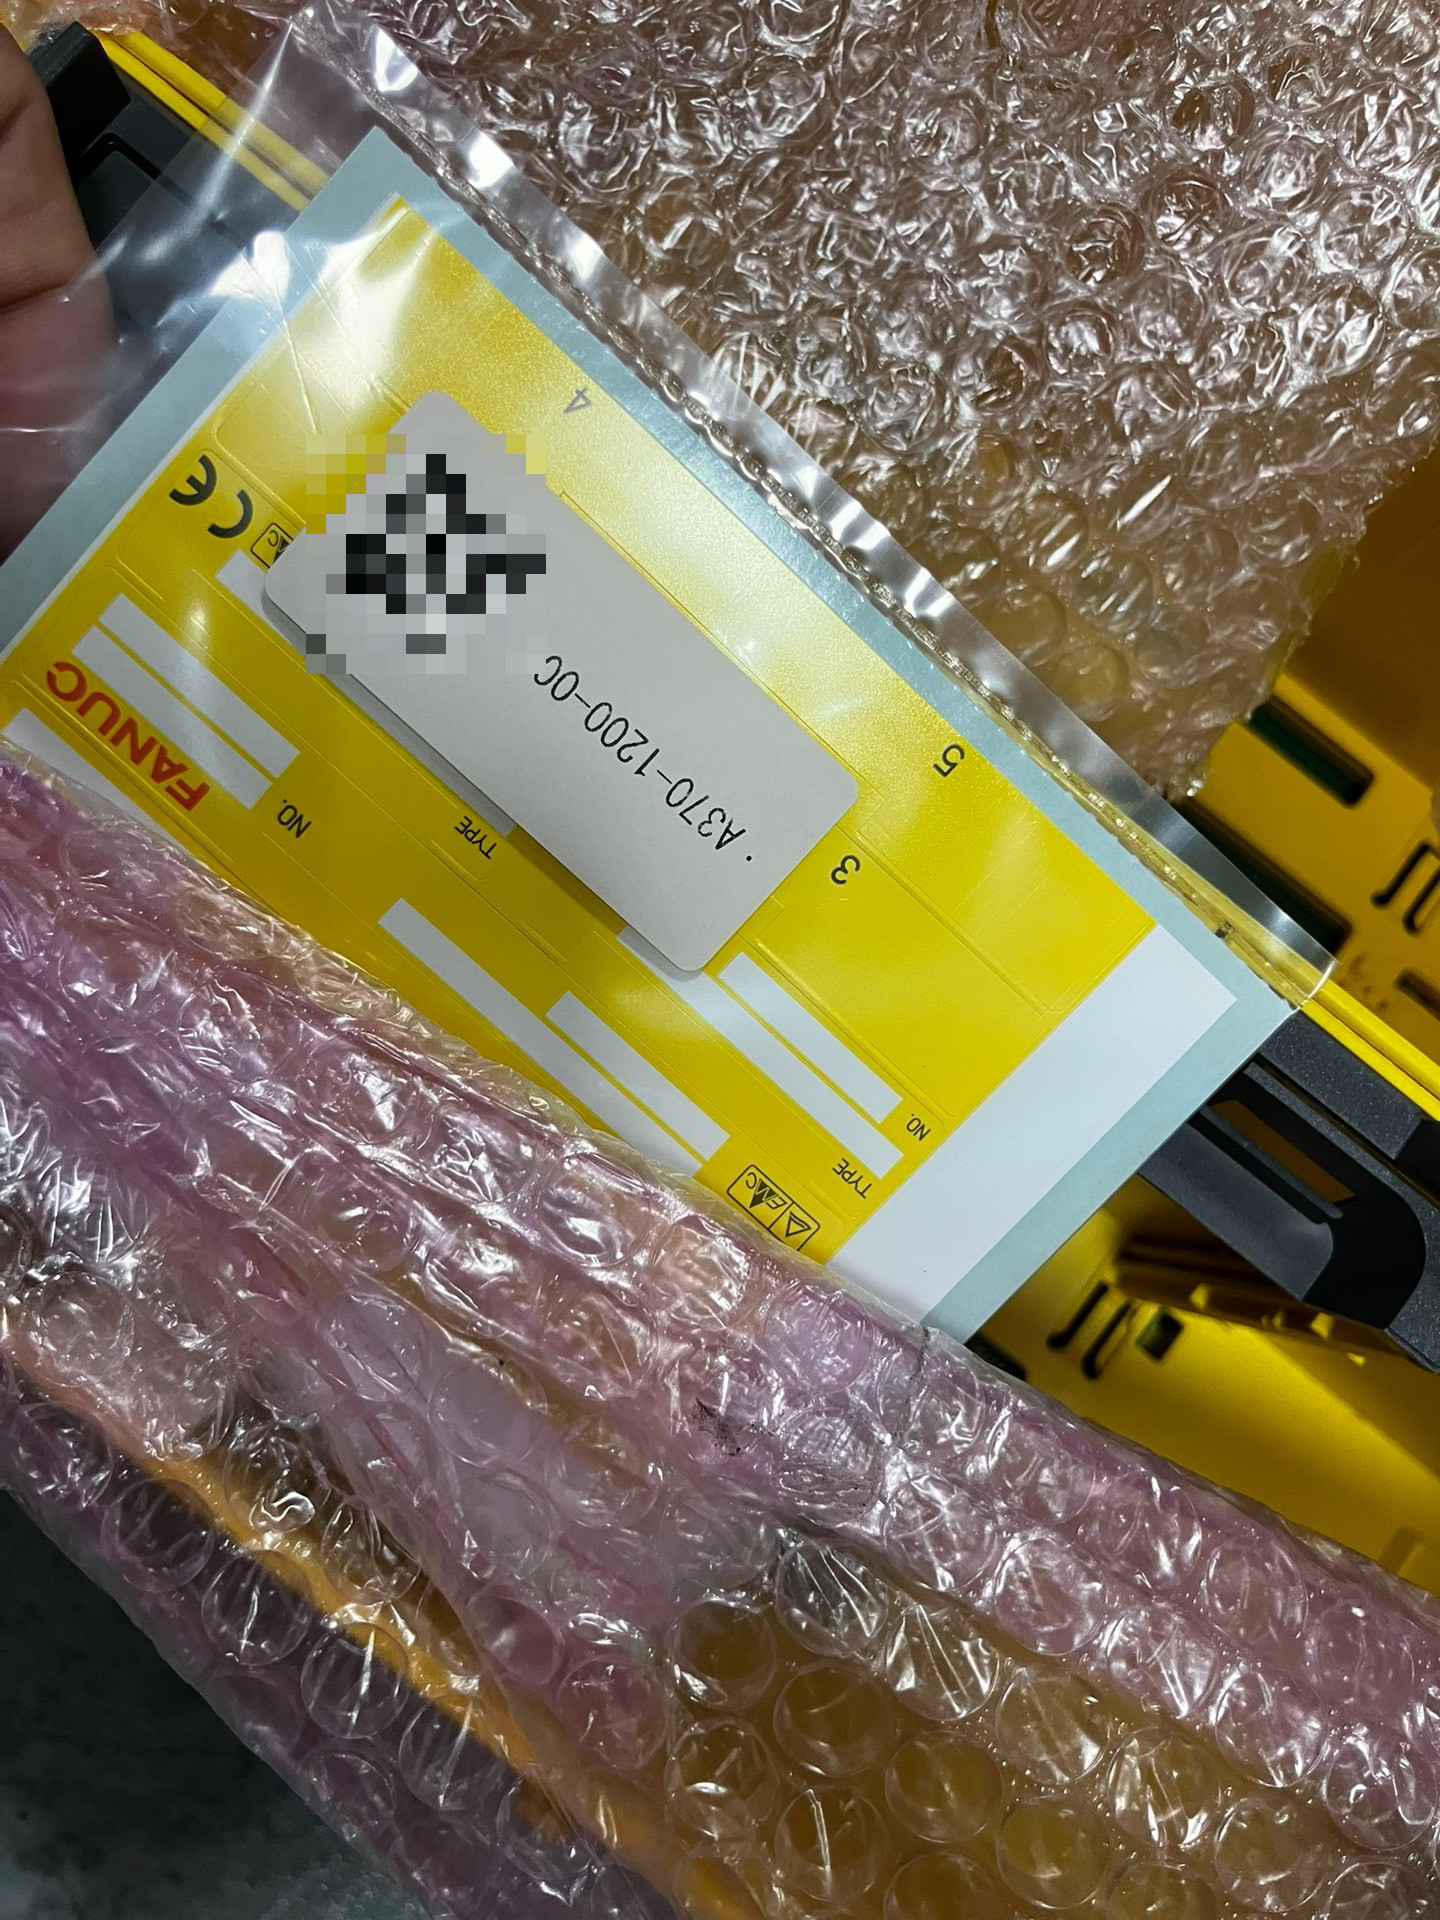 4
5
3
A370-1200-0C
CE
EMC
FANUC
NO.
TYPE
NO.
TYPE
EMC